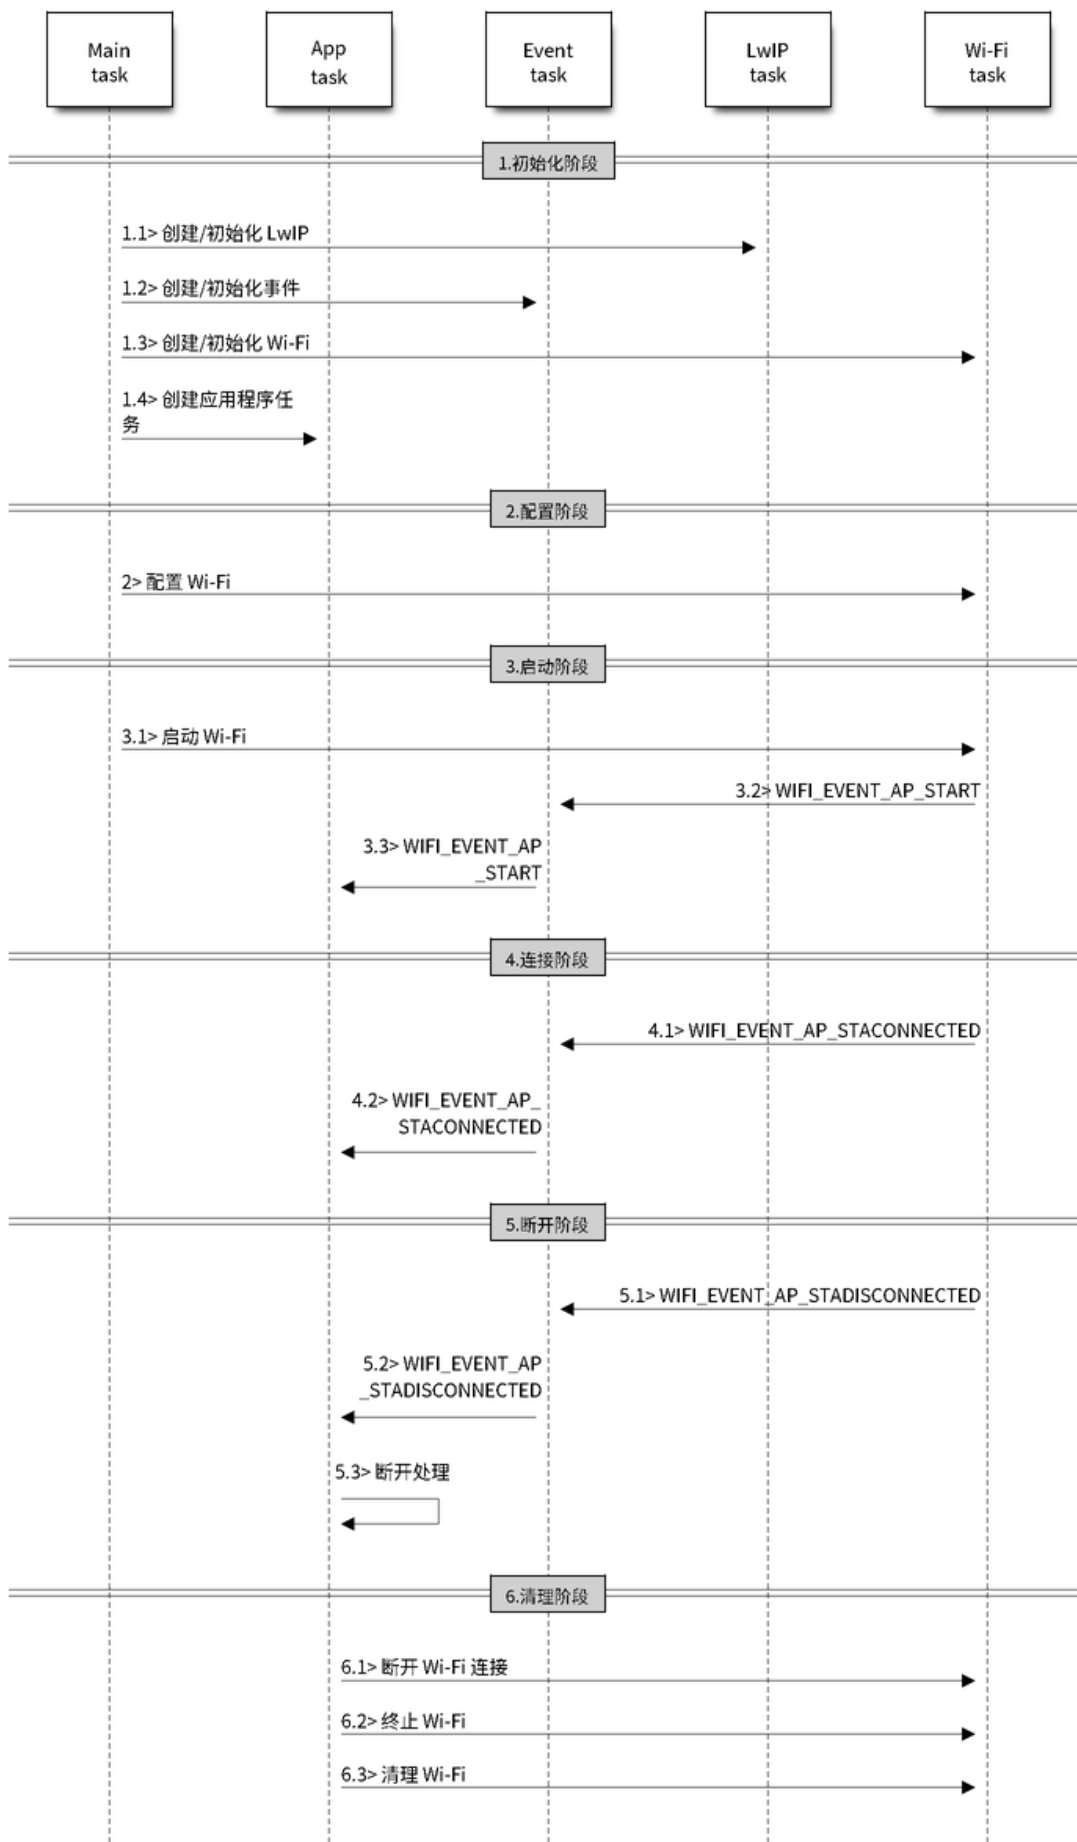 Main
task
App
task
Event
task
LwIP
task
Wi-Fi
task
1.初始化阶段
1.1> 创建/初始化 LwIP
1.2> 创建/初始化事件
1.3> 创建/初始化 Wi-Fi
1.4> 创建应用程序任
务
2.配置阶段
2> 配置 Wi-Fi
3.启动阶段
3.1> 启动 Wi-Fi
3.2> WIFI_EVENT_AP_START
3.3> WIFI_EVENT_AP
_START
4.连接阶段
4.1> WIFI_EVENT_AP_STACONNECTED
4.2> WIFI_EVENT_AP_
STACONNECTED
5.断开阶段
5.1> WIFI_EVENT_AP_STADISCONNECTED
5.2> WIFI_EVENT_AP
_STADISCONNECTED
5.3> 断开处理
6.清理阶段
6.1> 断开 Wi-Fi 连接
6.2> 终止 Wi-Fi
6.3> 清理 Wi-Fi